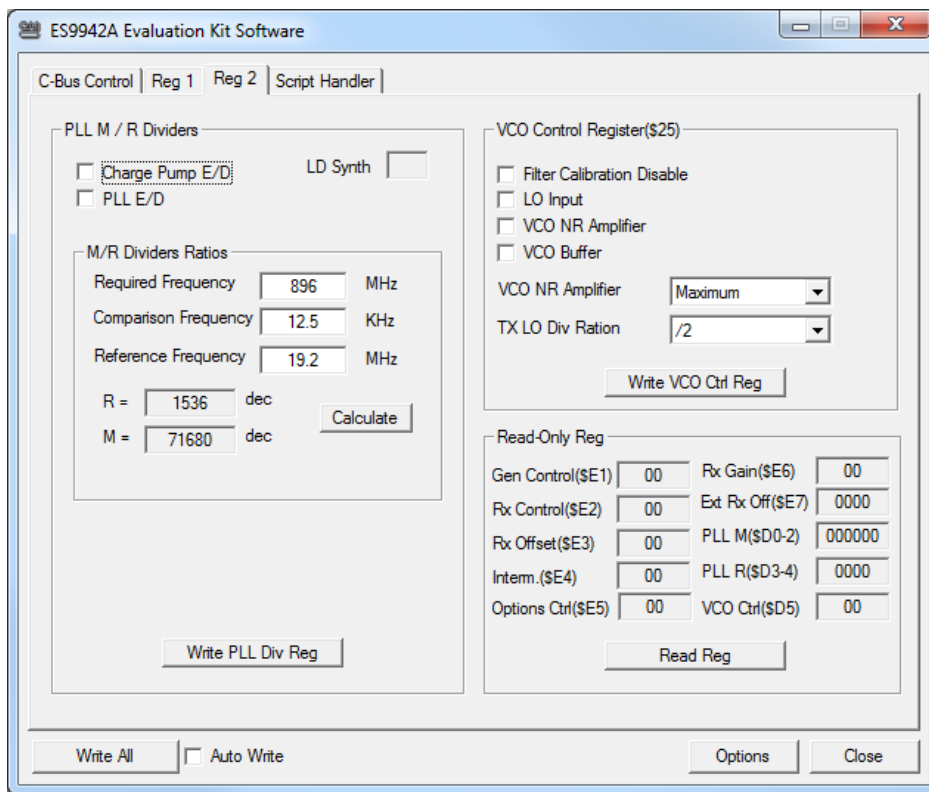 ES9942A Evaluation Kit Software
C-Bus Control Reg 1 Reg 2 Script Handler
PLL M / R Dividers
Charge Pump E/D
LD Synth
PLL E/D
M/R Dividers Ratios
Required Frequency 896 MHz
Comparison Frequency 12.5 KHz
Reference Frequency 19.2 MHz
R = 1536 dec
M = 71680 dec
Calculate
Write PLL Div Reg
VCO Control Register($25)
Filter Calibration Disable
LO Input
VCO NR Amplifier
VCO Buffer
VCO NR Amplifier Maximum
TX LO Div Ration /2
Write VCO Ctrl Reg
Read-Only Reg
Gen Control($E1) 00 Rx Gain($E6) 00
Rx Control($E2) 00 Ext Rx Off($E7) 0000
Rx Offset($E3) 00 PLL M($D0-2) 000000
Interm.($E4) 00 PLL R($D3-4) 0000
Options Ctrl($E5) 00 VCO Ctrl($D5) 00
Read Reg
Write All Auto Write Options Close